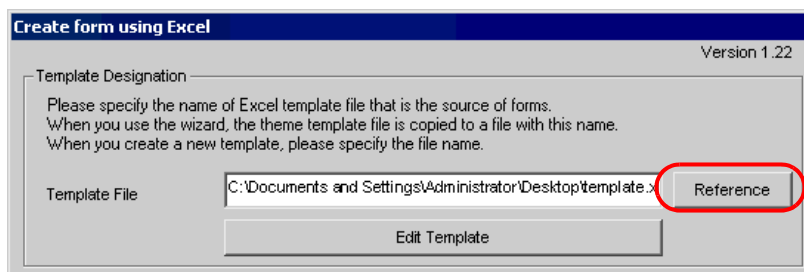 Create form using Excel
Version 1.22
Template Designation
Please specify the name of Excel template file that is the source of forms.
When you use the wizard, the theme template file is copied to a file with this name.
When you create a new template, please specify the file name.
Template File
C:\Documents and Settings\Administrator\Desktop\template.x
Reference
Edit Template